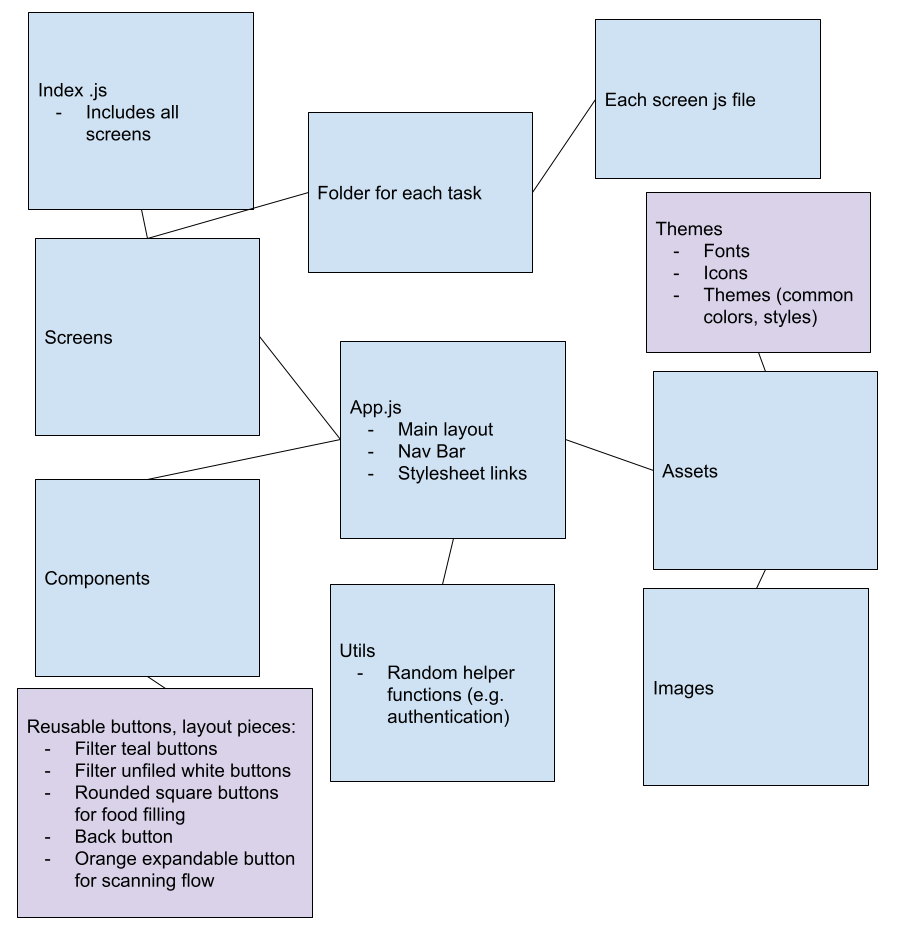 Index .js
- Includes all
screens
Each screen js file
Folder for each task
Themes
- Fonts
- Icons
- Themes (common
colors, styles)
Screens
App.js
- Main layout
- Nav Bar
- Stylesheet links
Assets
Components
Utils
- Random helper
functions (e.g.
authentication)
Images
Reusable buttons, layout pieces:
- Filter teal buttons
- Filter unfiled white buttons
- Rounded square buttons
for food filling
- Back button
- Orange expandable button
for scanning flow